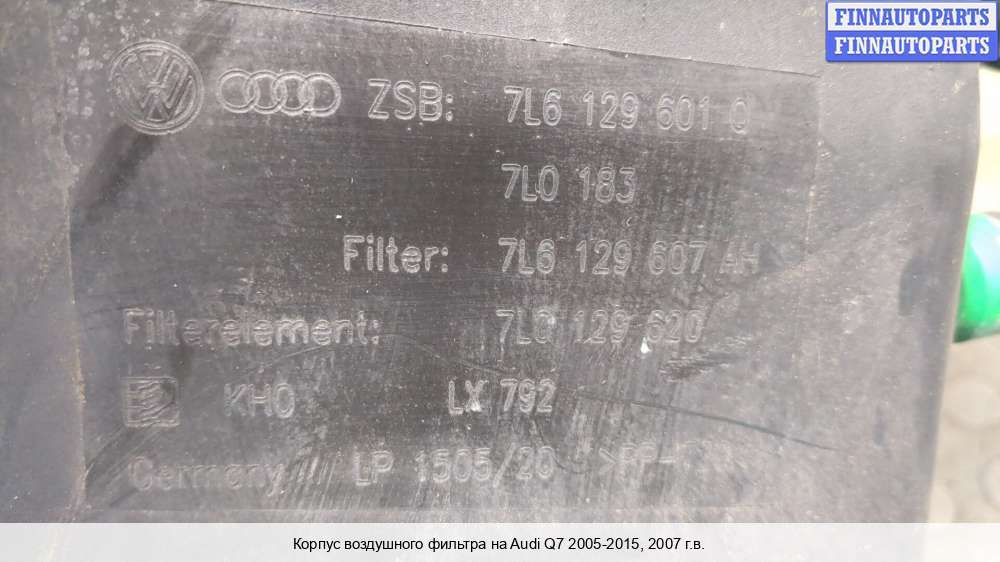 FINNAUTOPARTS
FINNAUTOPARTS
ZSB: 7L6 129 601 Q
7L0 183
Filter: 7L6 129 607 AH
Filterelement: 7L0 129 620
KHO LX 792
Germany LP 1505/20 >PP<
Корпус воздушного фильтра на Audi Q7 2005-2015, 2007 г.в.